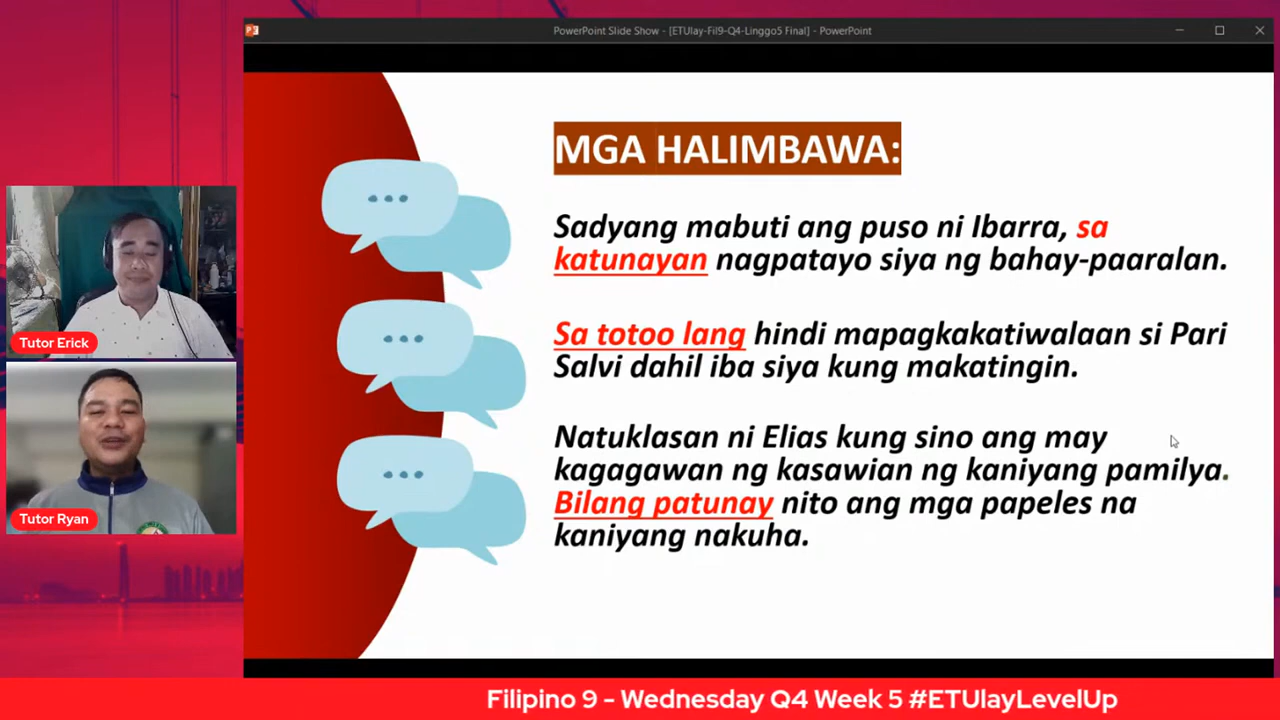 PowerPoint Slide Show - [ETUlay-Fil9-Q4-Linggo5 Final] - PowerPoint
MGA HALIMBAWA:
Sadyang mabuti ang puso ni Ibarra, sa
katunayan nagpatayo siya ng bahay-paaralan.
Sa totoo lang hindi mapagkakatiwalaan si Pari
Salvi dahil iba siya kung makatingin.
Natuklasan ni Elias kung sino ang may
kagagawan ng kasawian ng kaniyang pamilya.
Bilang patunay nito ang mga papeles na
kaniyang nakuha.
Tutor Erick
Tutor Ryan
Filipino 9 - Wednesday Q4 Week 5 #ETUlayLevelUp